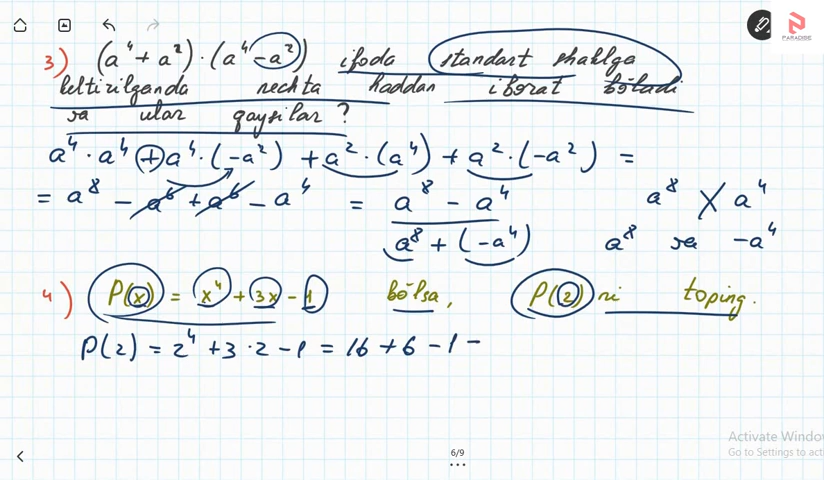 PARADISE
3) (a⁴ + a²) · (a⁴ - a²) ifoda standart shaklga
keltirilganda nechta haddan iborat bo'ladi
va ular qaysilar?
a⁴ · a⁴ + a⁴ · (-a²) + a² · (a⁴) + a² · (-a²) =
= a⁸ - a⁶ + a⁶ - a⁴ = a⁸ - a⁴
a⁸ + (-a⁴)
a⁸ X a⁴
a⁸ va -a⁴
4) P(x) = x⁴ + 3x - 1 bo'lsa, P(2) ni toping.
P(2) = 2⁴ + 3 · 2 - 1 = 16 + 6 - 1 =
Activate Windo
Go to Settings to acti
6/9